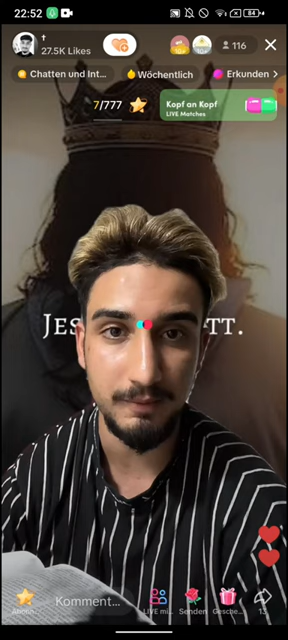 22:52
84
†
27.5K Likes
116
Chatten und Int...
Wöchentlich
Erkunden >
7/777
Kopf an Kopf
LIVE Matches
JES TT.
Komment...
LIVE mi...
Senden
Gesche...
13